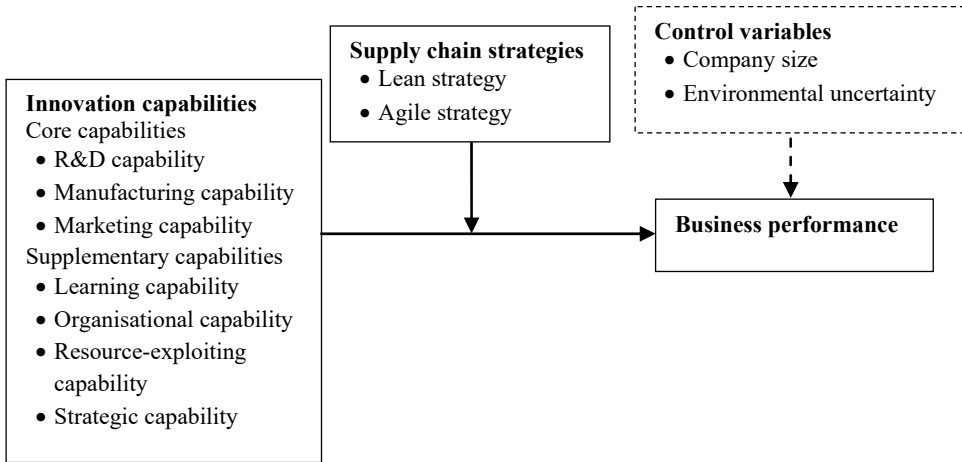 Innovation capabilities
Core capabilities
• R&D capability
• Manufacturing capability
• Marketing capability
Supplementary capabilities
• Learning capability
• Organisational capability
• Resource-exploiting
capability
• Strategic capability
Supply chain strategies
• Lean strategy
• Agile strategy
Control variables
• Company size
• Environmental uncertainty
Business performance